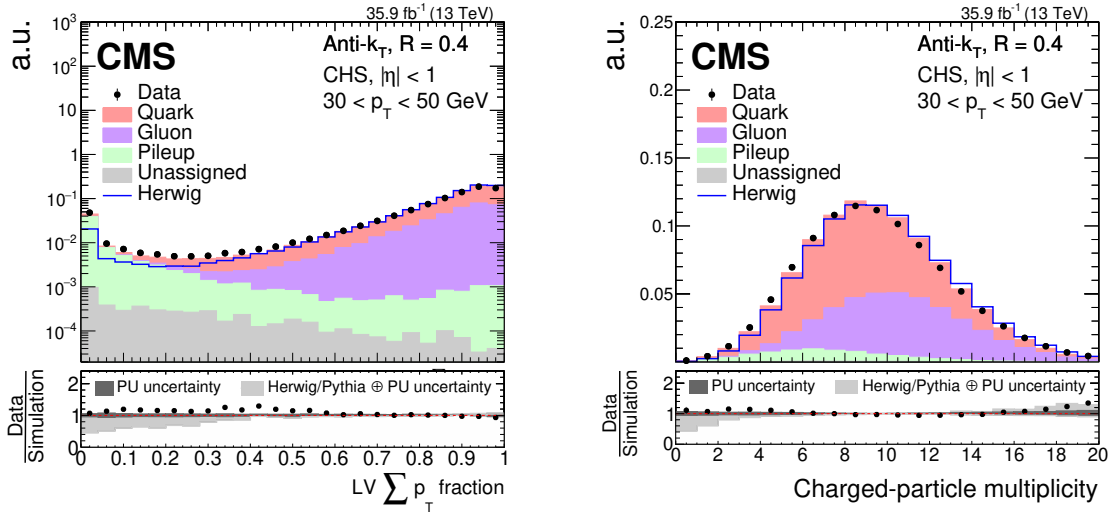 35.9 fb⁻¹ (13 TeV)
a.u.
10³
10²
10
1
10⁻¹
10⁻²
10⁻³
10⁻⁴
CMS
Anti-k_T, R = 0.4
CHS, |η| < 1
30 < p_T < 50 GeV
Data
Quark
Gluon
Pileup
Unassigned
Herwig
Data
Simulation
2
1
0
PU uncertainty
Herwig/Pythia ⊕ PU uncertainty
0 0.1 0.2 0.3 0.4 0.5 0.6 0.7 0.8 0.9 1
LV ∑ p_T fraction
35.9 fb⁻¹ (13 TeV)
a.u.
0.25
0.2
0.15
0.1
0.05
CMS
Anti-k_T, R = 0.4
CHS, |η| < 1
30 < p_T < 50 GeV
Data
Quark
Gluon
Pileup
Unassigned
Herwig
Data
Simulation
2
1
0
PU uncertainty
Herwig/Pythia ⊕ PU uncertainty
0 2 4 6 8 10 12 14 16 18 20
Charged-particle multiplicity